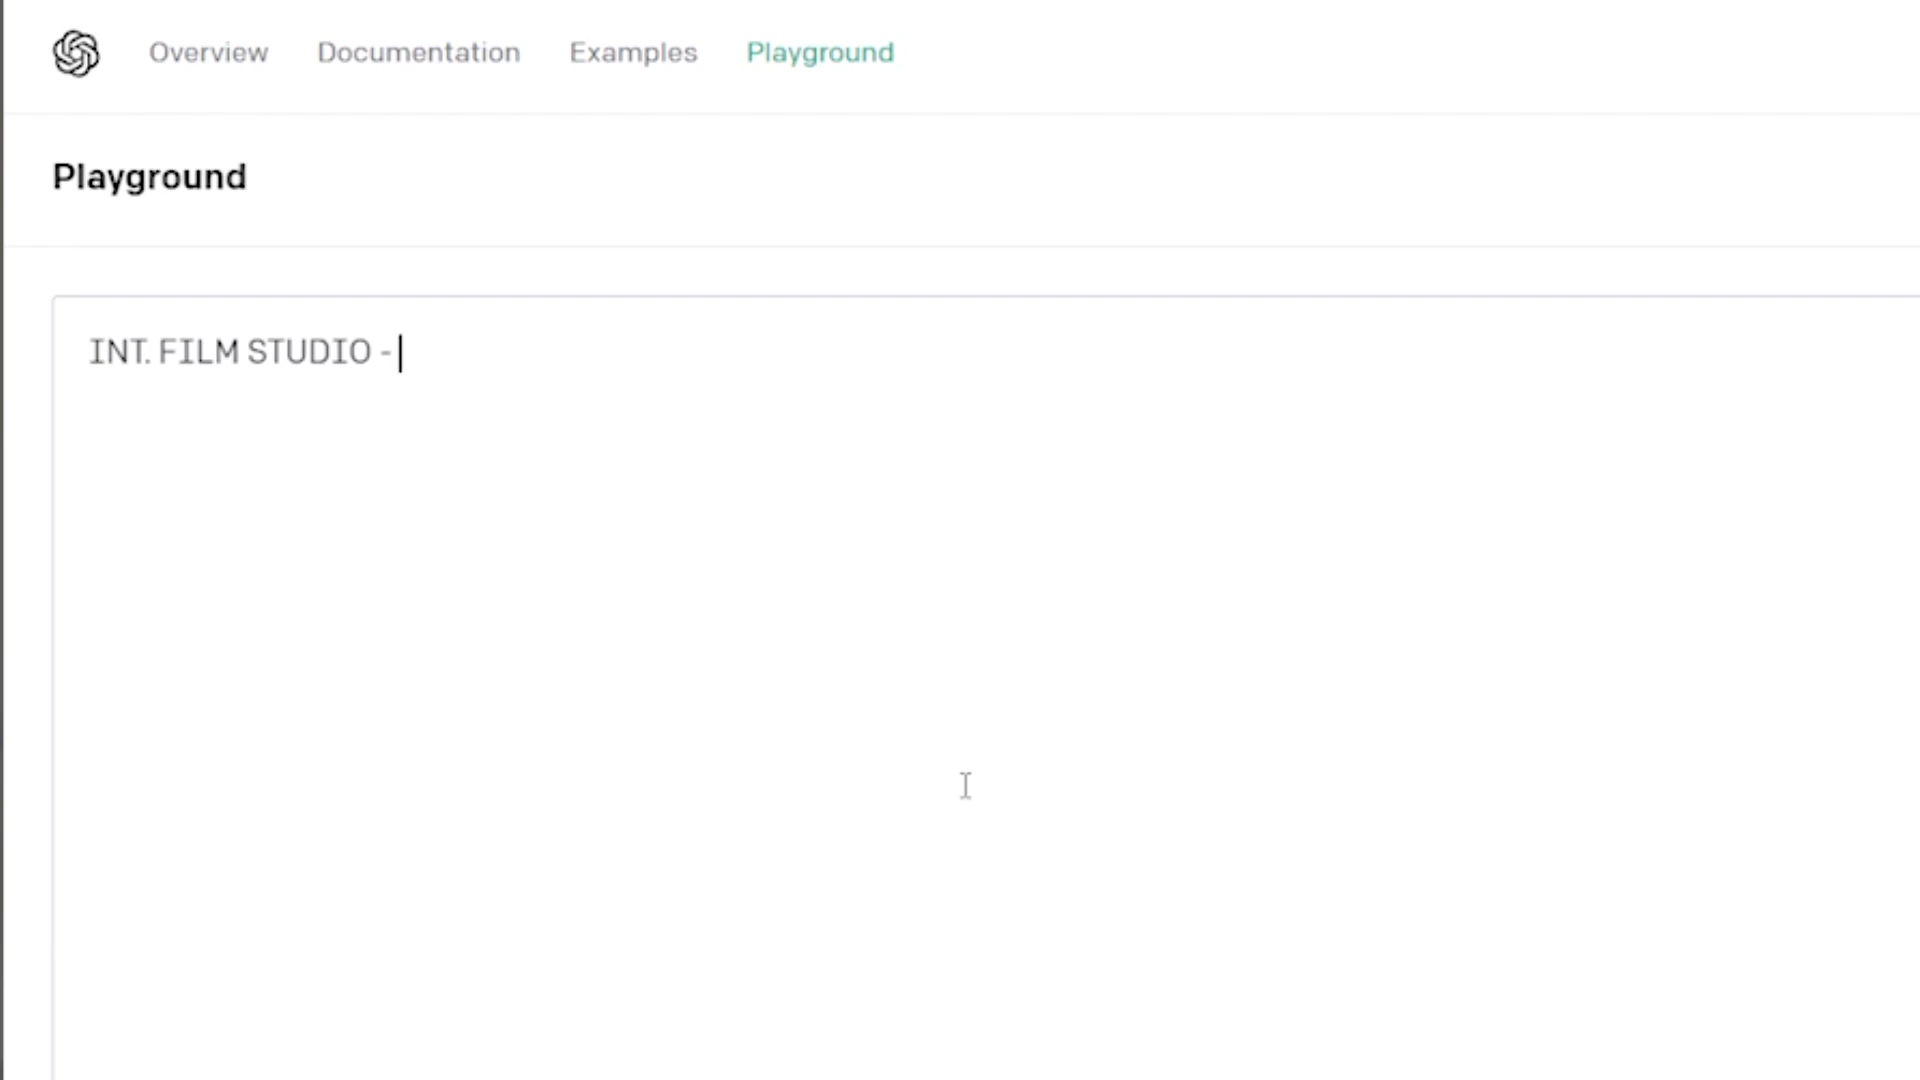 Overview Documentation Examples Playground
Playground
INT. FILM STUDIO -